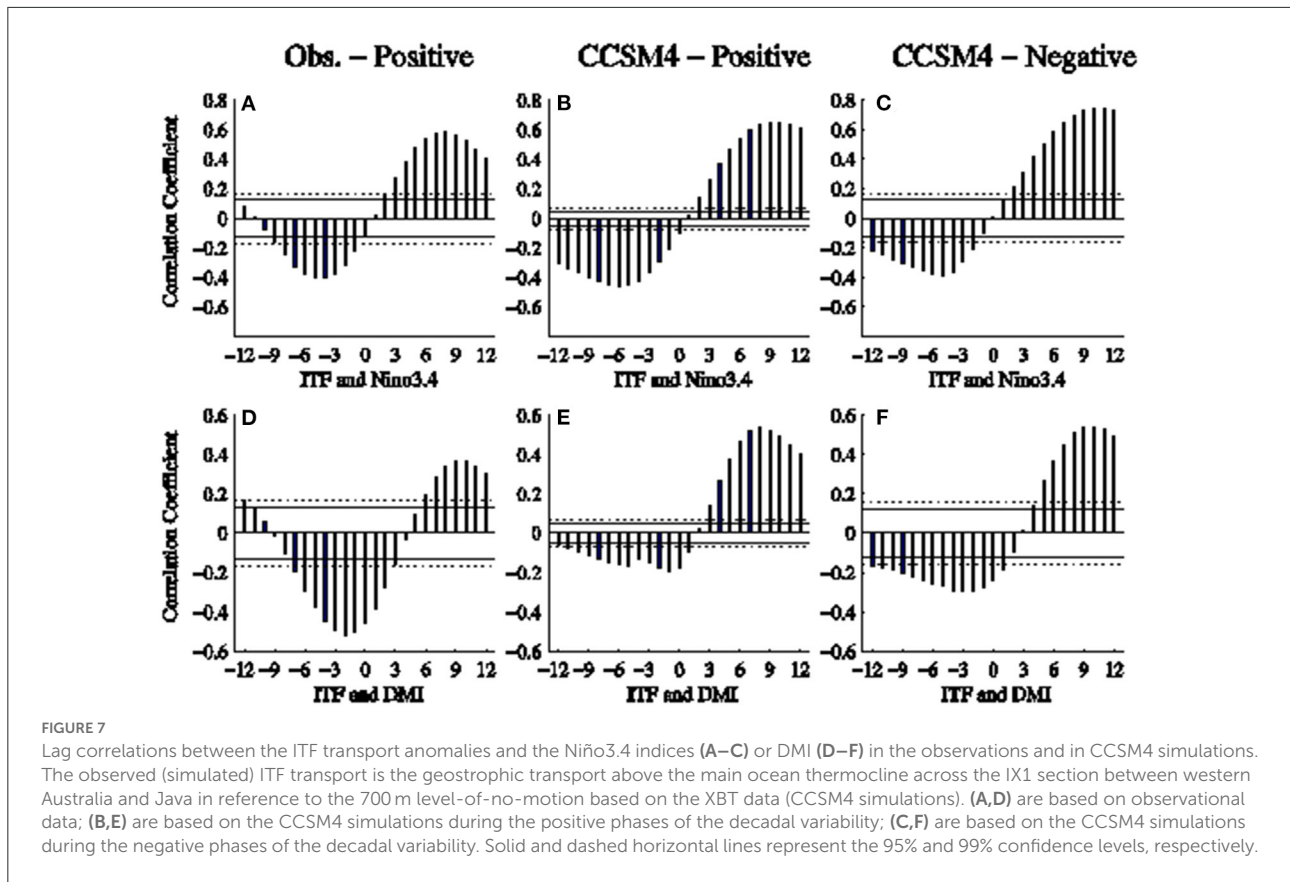 Obs. – Positive
CCSM4 – Positive
CCSM4 – Negative
A
Correlation Coefficient
0.8
0.6
0.4
0.2
0
–0.2
–0.4
–0.6
–12 –9 –6 –3 0 3 6 9 12
ITF and Nino3.4
B
0.8
0.6
0.4
0.2
0
–0.2
–0.4
–0.6
–12 –9 –6 –3 0 3 6 9 12
ITF and Nino3.4
C
0.8
0.6
0.4
0.2
0
–0.2
–0.4
–0.6
–12 –9 –6 –3 0 3 6 9 12
ITF and Nino3.4
D
Correlation Coefficient
0.6
0.4
0.2
0
–0.2
–0.4
–0.6
–12 –9 –6 –3 0 3 6 9 12
ITF and DMI
E
0.6
0.4
0.2
0
–0.2
–0.4
–0.6
–12 –9 –6 –3 0 3 6 9 12
ITF and DMI
F
0.6
0.4
0.2
0
–0.2
–0.4
–0.6
–12 –9 –6 –3 0 3 6 9 12
ITF and DMI
FIGURE 7
Lag correlations between the ITF transport anomalies and the Niño3.4 indices (A–C) or DMI (D–F) in the observations and in CCSM4 simulations.
The observed (simulated) ITF transport is the geostrophic transport above the main ocean thermocline across the IX1 section between western
Australia and Java in reference to the 700 m level-of-no-motion based on the XBT data (CCSM4 simulations). (A,D) are based on observational
data; (B,E) are based on the CCSM4 simulations during the positive phases of the decadal variability; (C,F) are based on the CCSM4 simulations
during the negative phases of the decadal variability. Solid and dashed horizontal lines represent the 95% and 99% confidence levels, respectively.